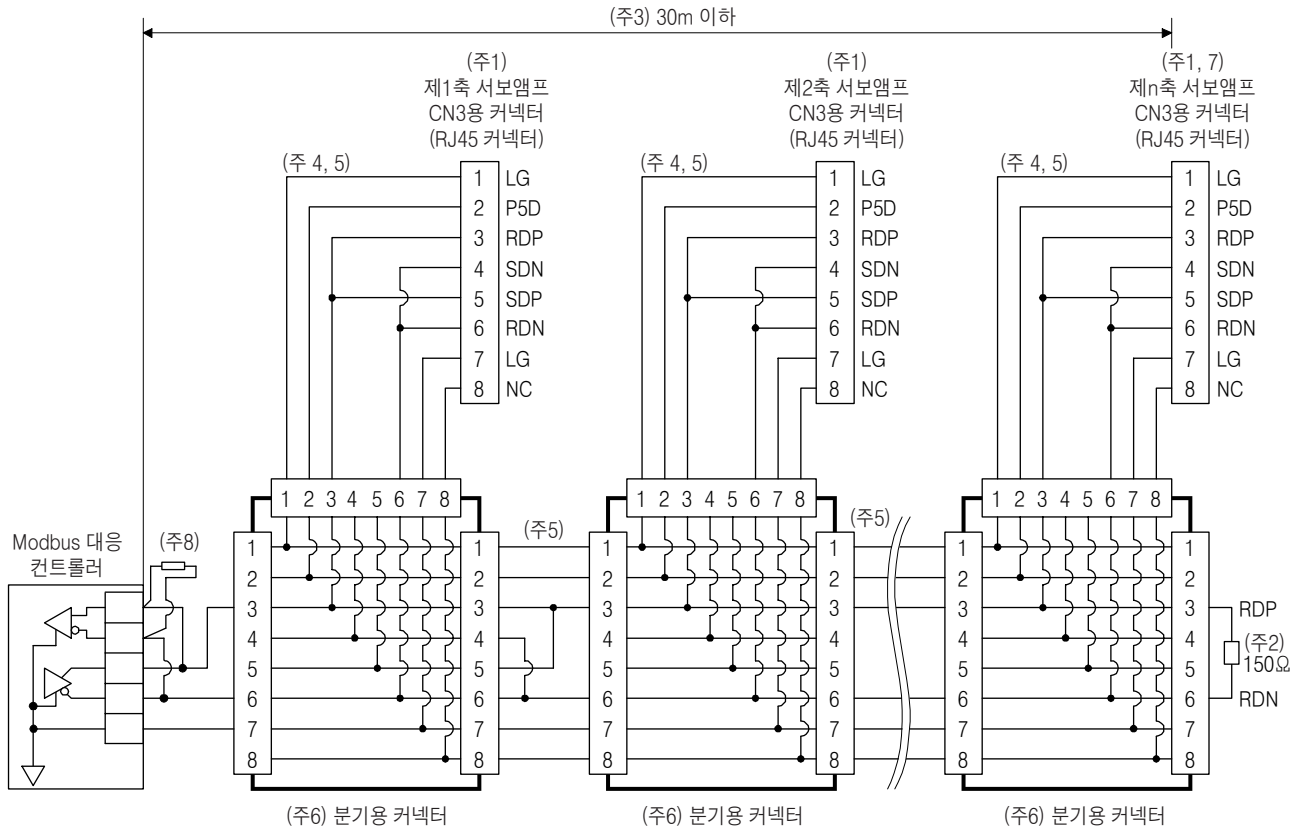 (주3) 30m 이하
(주1)
제1축 서보앰프
CN3용 커넥터
(RJ45 커넥터)
(주 4, 5)
1 LG
2 P5D
3 RDP
4 SDN
5 SDP
6 RDN
7 LG
8 NC
(주1)
제2축 서보앰프
CN3용 커넥터
(RJ45 커넥터)
(주 4, 5)
1 LG
2 P5D
3 RDP
4 SDN
5 SDP
6 RDN
7 LG
8 NC
(주1, 7)
제n축 서보앰프
CN3용 커넥터
(RJ45 커넥터)
(주 4, 5)
1 LG
2 P5D
3 RDP
4 SDN
5 SDP
6 RDN
7 LG
8 NC
Modbus 대응
컨트롤러
(주8)
1 2 3 4 5 6 7 8
1
2
3
4
5
6
7
8
1
2
3
4
5
6
7
8
(주6) 분기용 커넥터
(주5)
1 2 3 4 5 6 7 8
1
2
3
4
5
6
7
8
1
2
3
4
5
6
7
8
(주6) 분기용 커넥터
(주5)
1 2 3 4 5 6 7 8
1
2
3
4
5
6
7
8
1
2
3
4
5
6
7
8
(주6) 분기용 커넥터
RDP
(주2)
150Ω
RDN